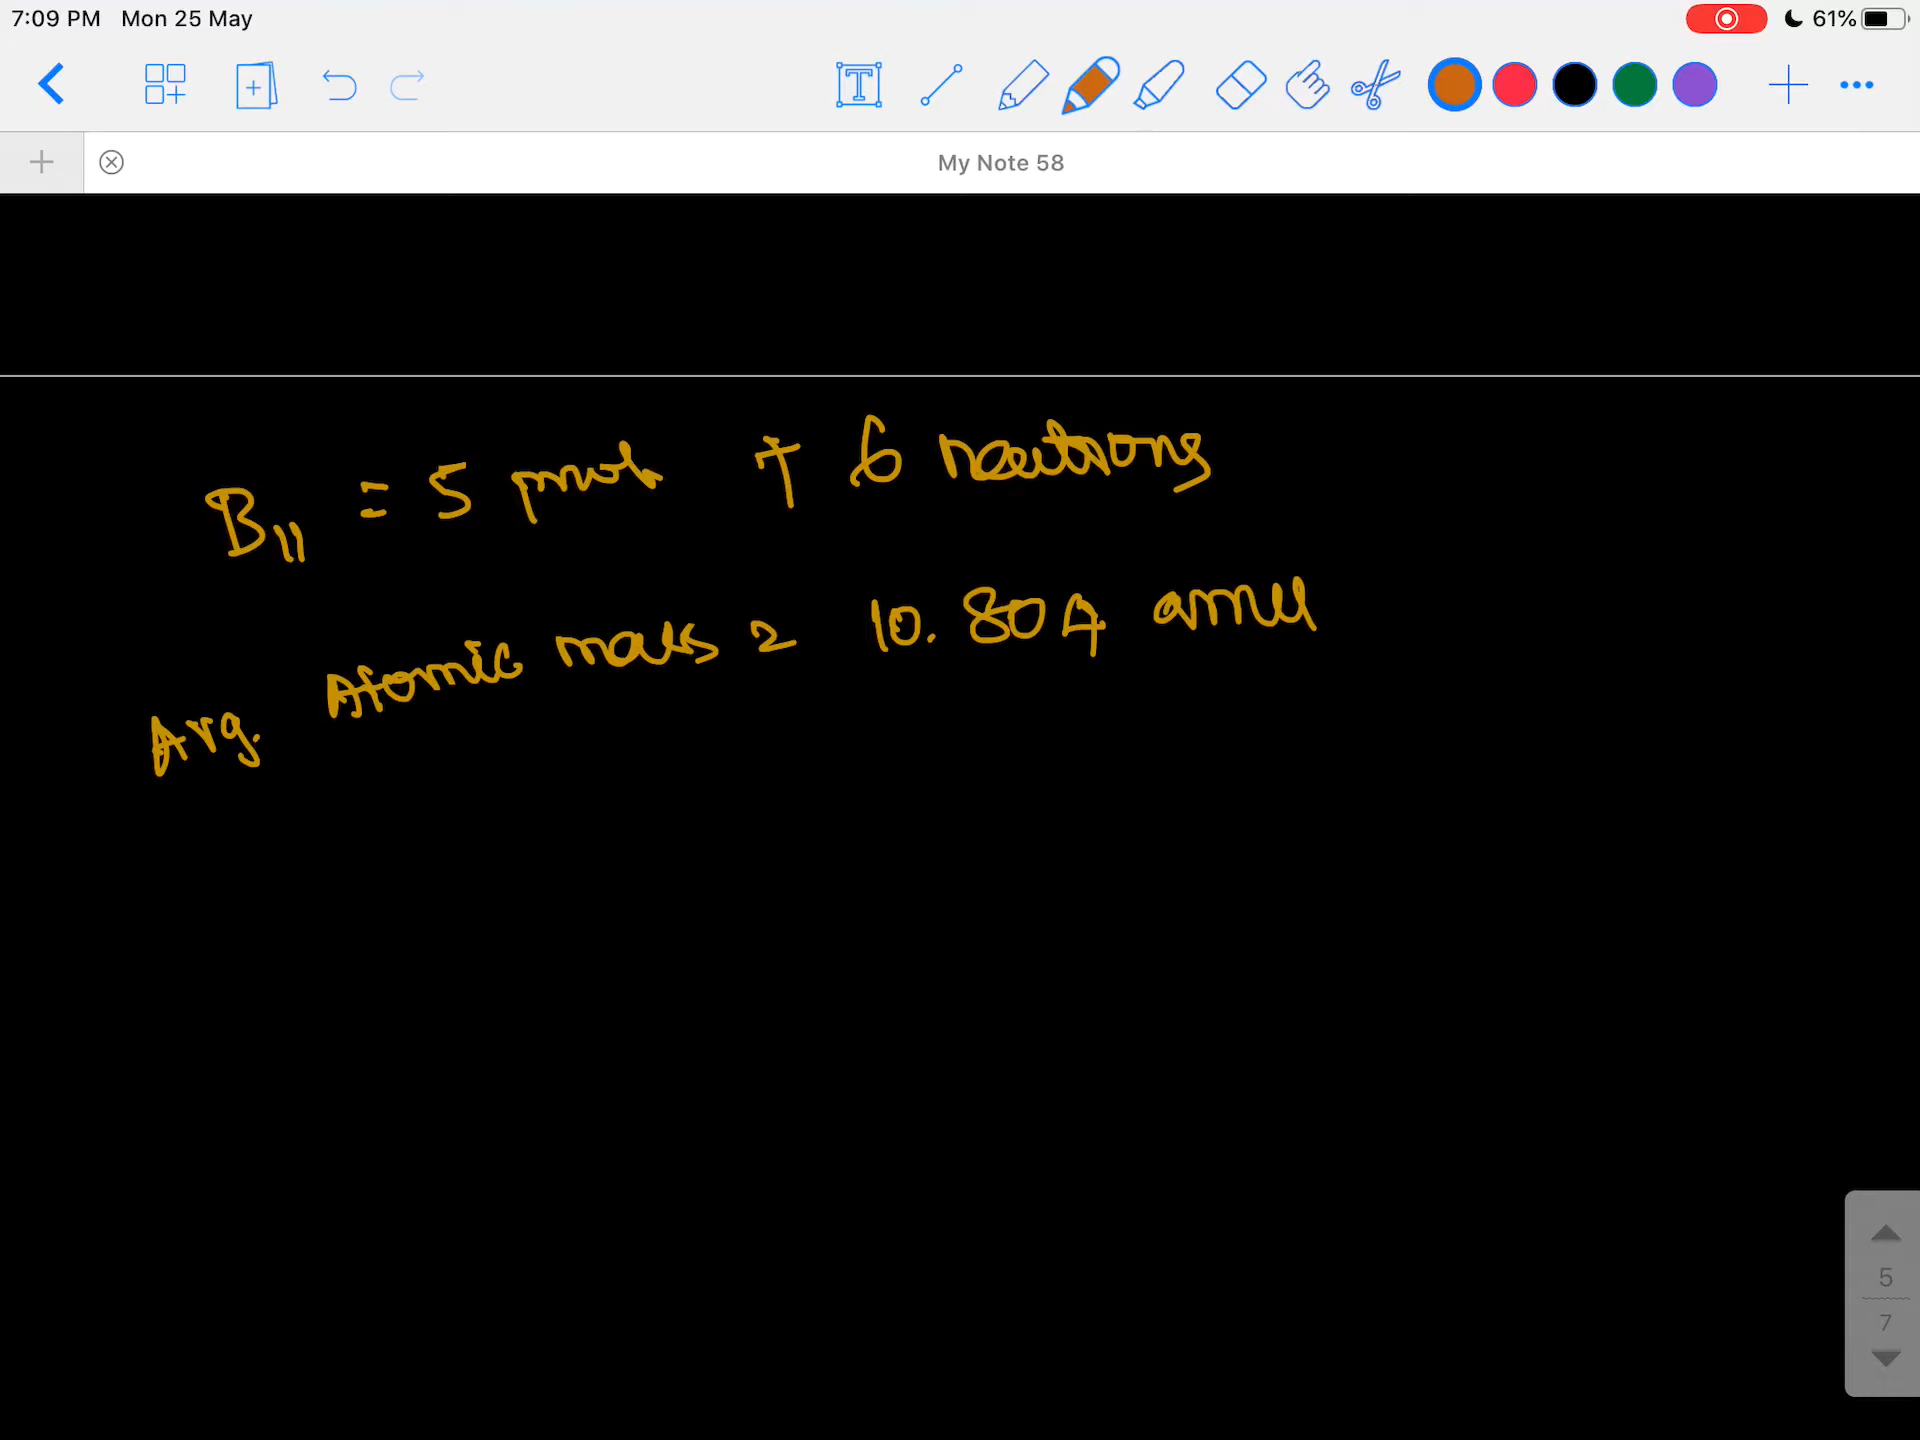 7:09 PM Mon 25 May
61%
T
My Note 58
B11 = 5 + 6 neutrons
Avg. Atomic mass = 10.804 amu
5
7